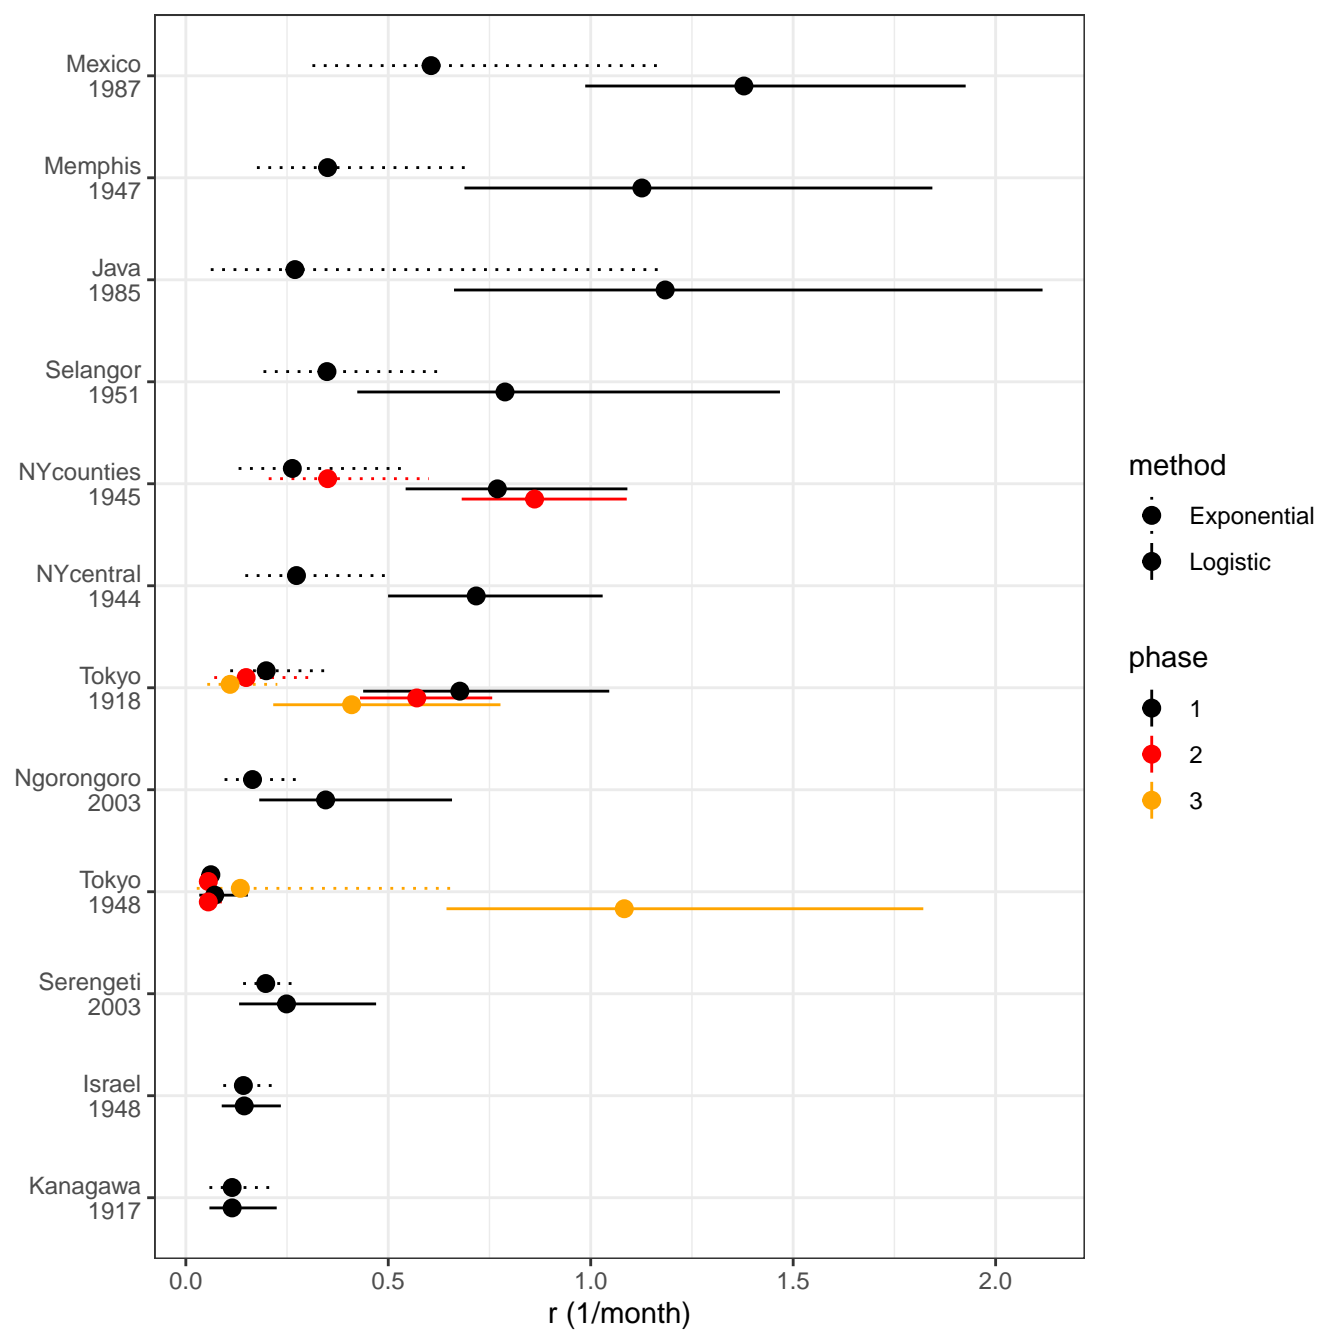 Mexico
1987
Memphis
1947
Java
1985
Selangor
1951
NYcounties
1945
NYcentral
1944
Tokyo
1918
Ngorongoro
2003
Tokyo
1948
Serengeti
2003
Israel
1948
Kanagawa
1917
0.0 0.5 1.0 1.5 2.0
r (1/month)
method
Exponential
Logistic
phase
1
2
3